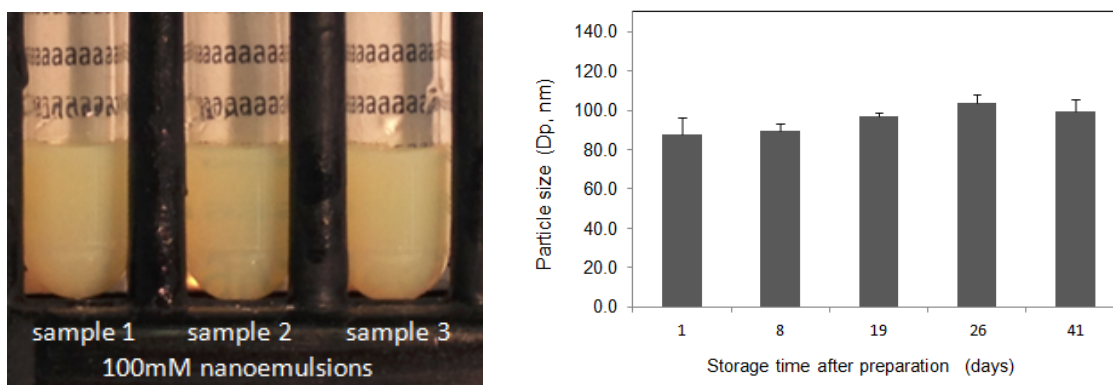 sample 1
sample 2
sample 3
100mM nanoemulsions
Particle size (Dp, nm)
140.0
120.0
100.0
80.0
60.0
40.0
20.0
0.0
1 8 19 26 41
Storage time after preparation (days)